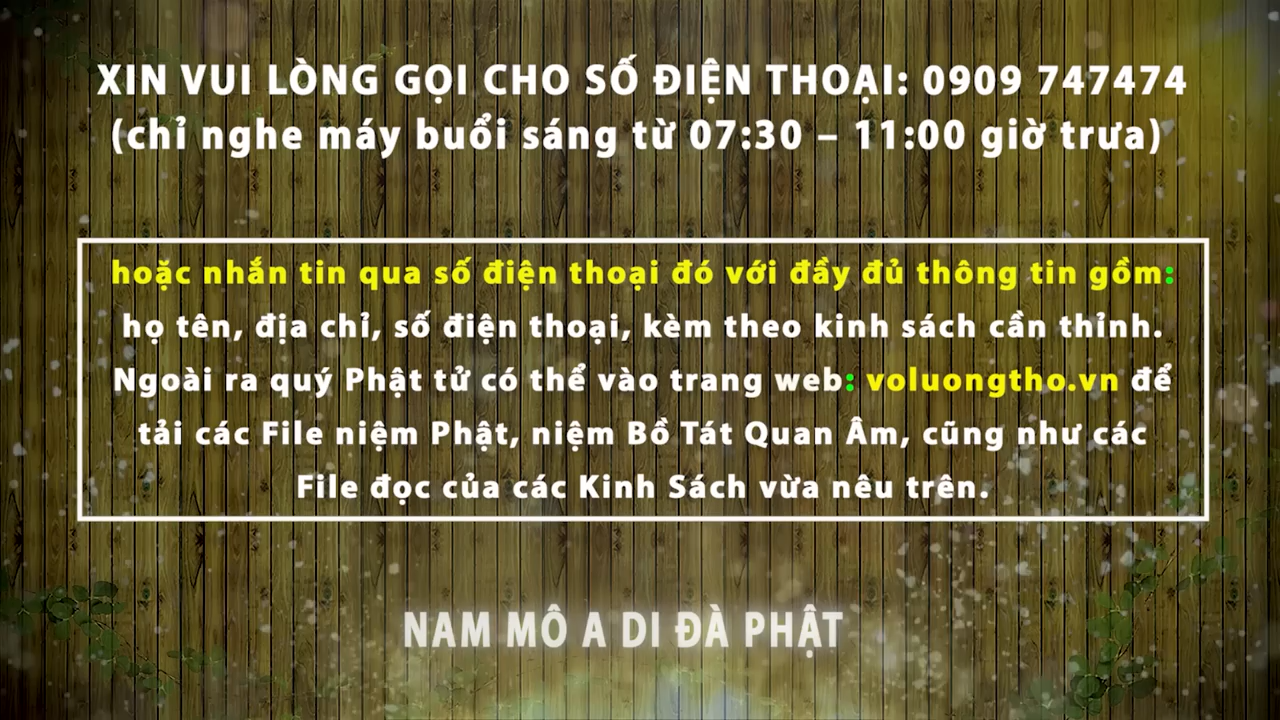 XIN VUI LÒNG GỌI CHO SỐ ĐIỆN THOẠI: 0909 747474
(chỉ nghe máy buổi sáng từ 07:30 – 11:00 giờ trưa)
hoặc nhắn tin qua số điện thoại đó với đầy đủ thông tin gồm:
họ tên, địa chỉ, số điện thoại, kèm theo kinh sách cần thỉnh.
Ngoài ra quý Phật tử có thể vào trang web: voluongtho.vn để
tải các File niệm Phật, niệm Bồ Tát Quan Âm, cũng như các
File đọc của các Kinh Sách vừa nêu trên.
NAM MÔ A DI ĐÀ PHẬT